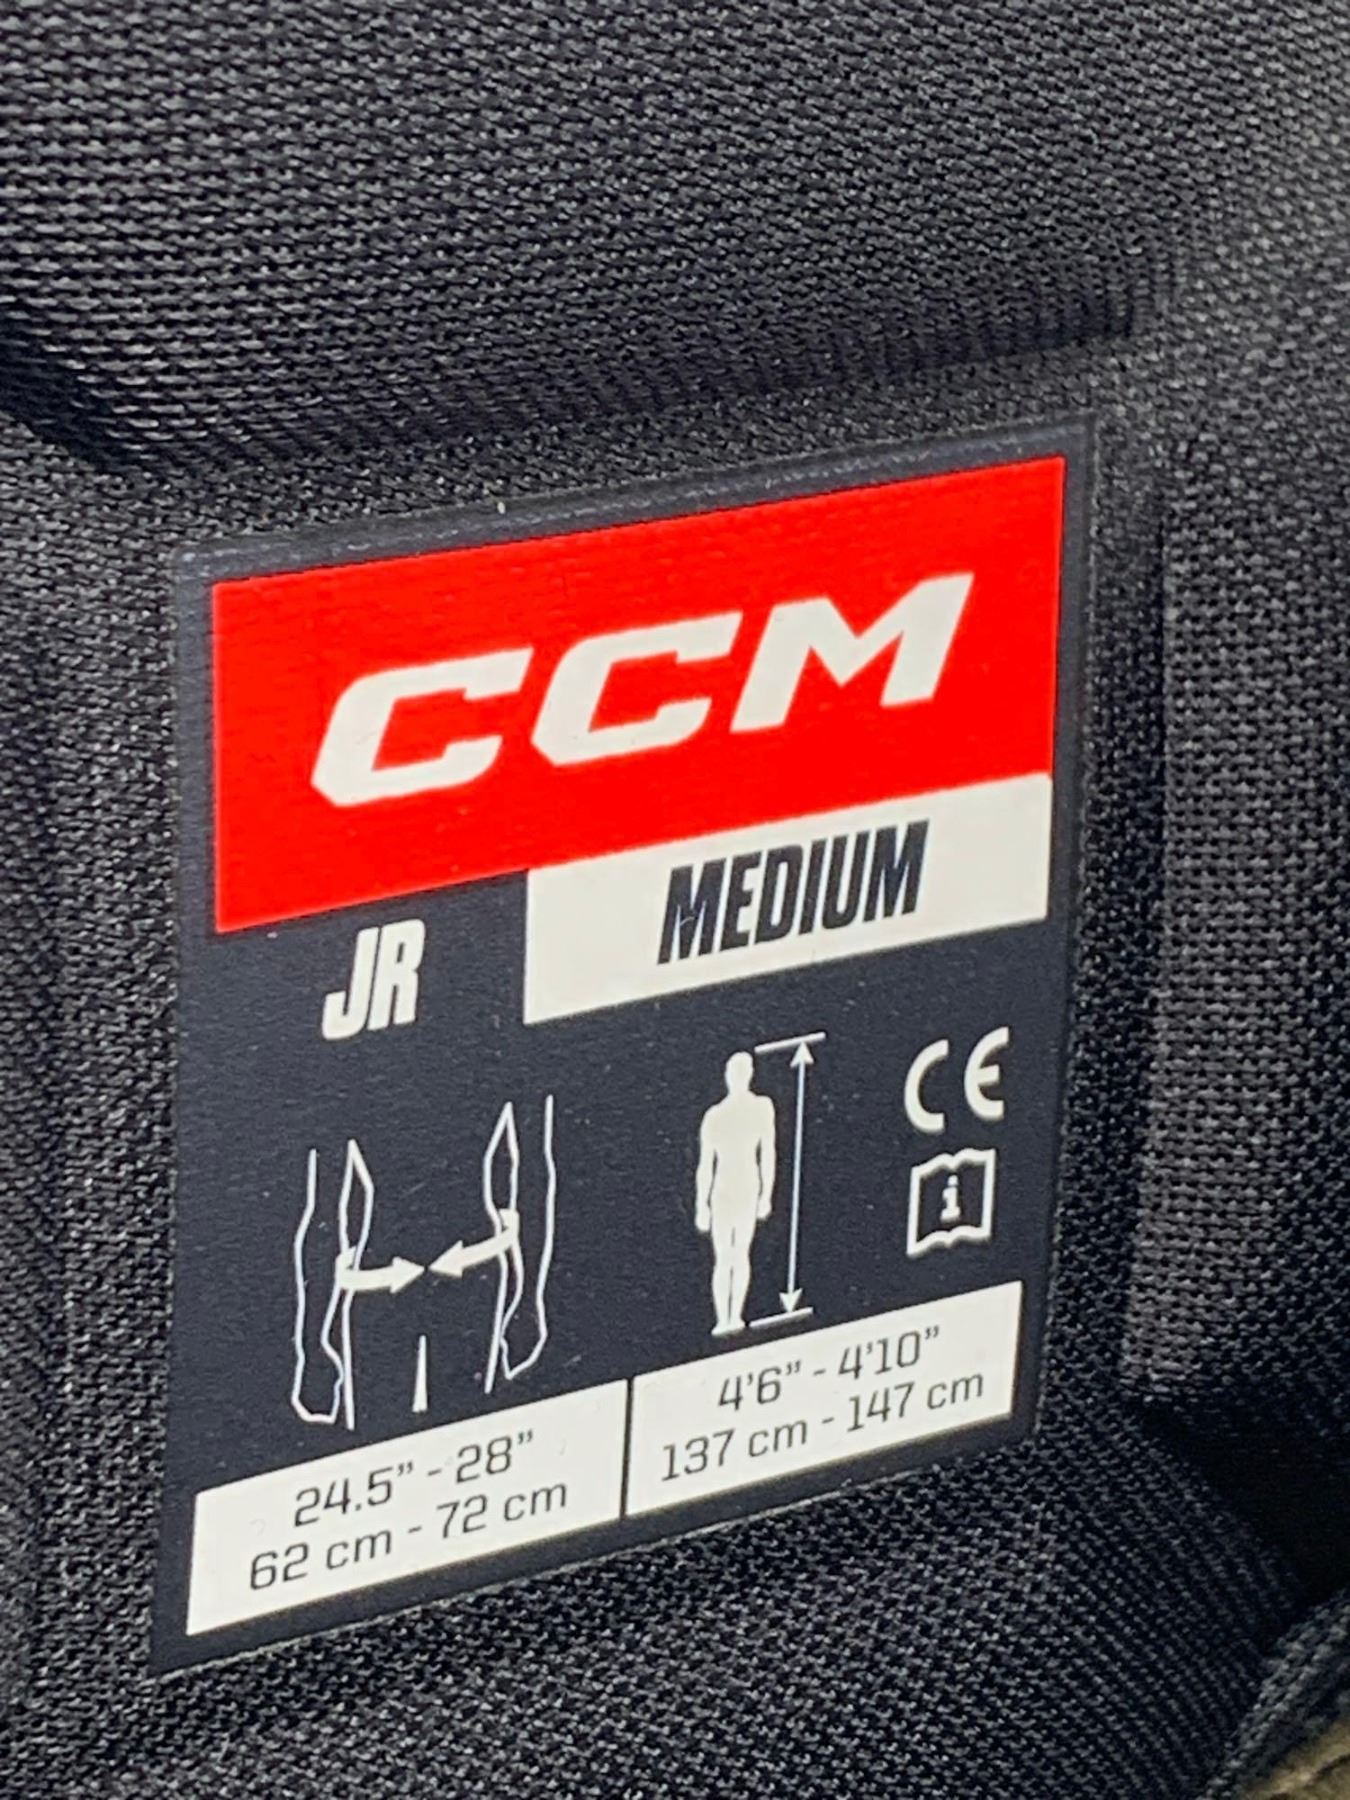 CCM
JR
MEDIUM
CE
i
24.5” - 28”
62 cm - 72 cm
4’6” - 4’10”
137 cm - 147 cm